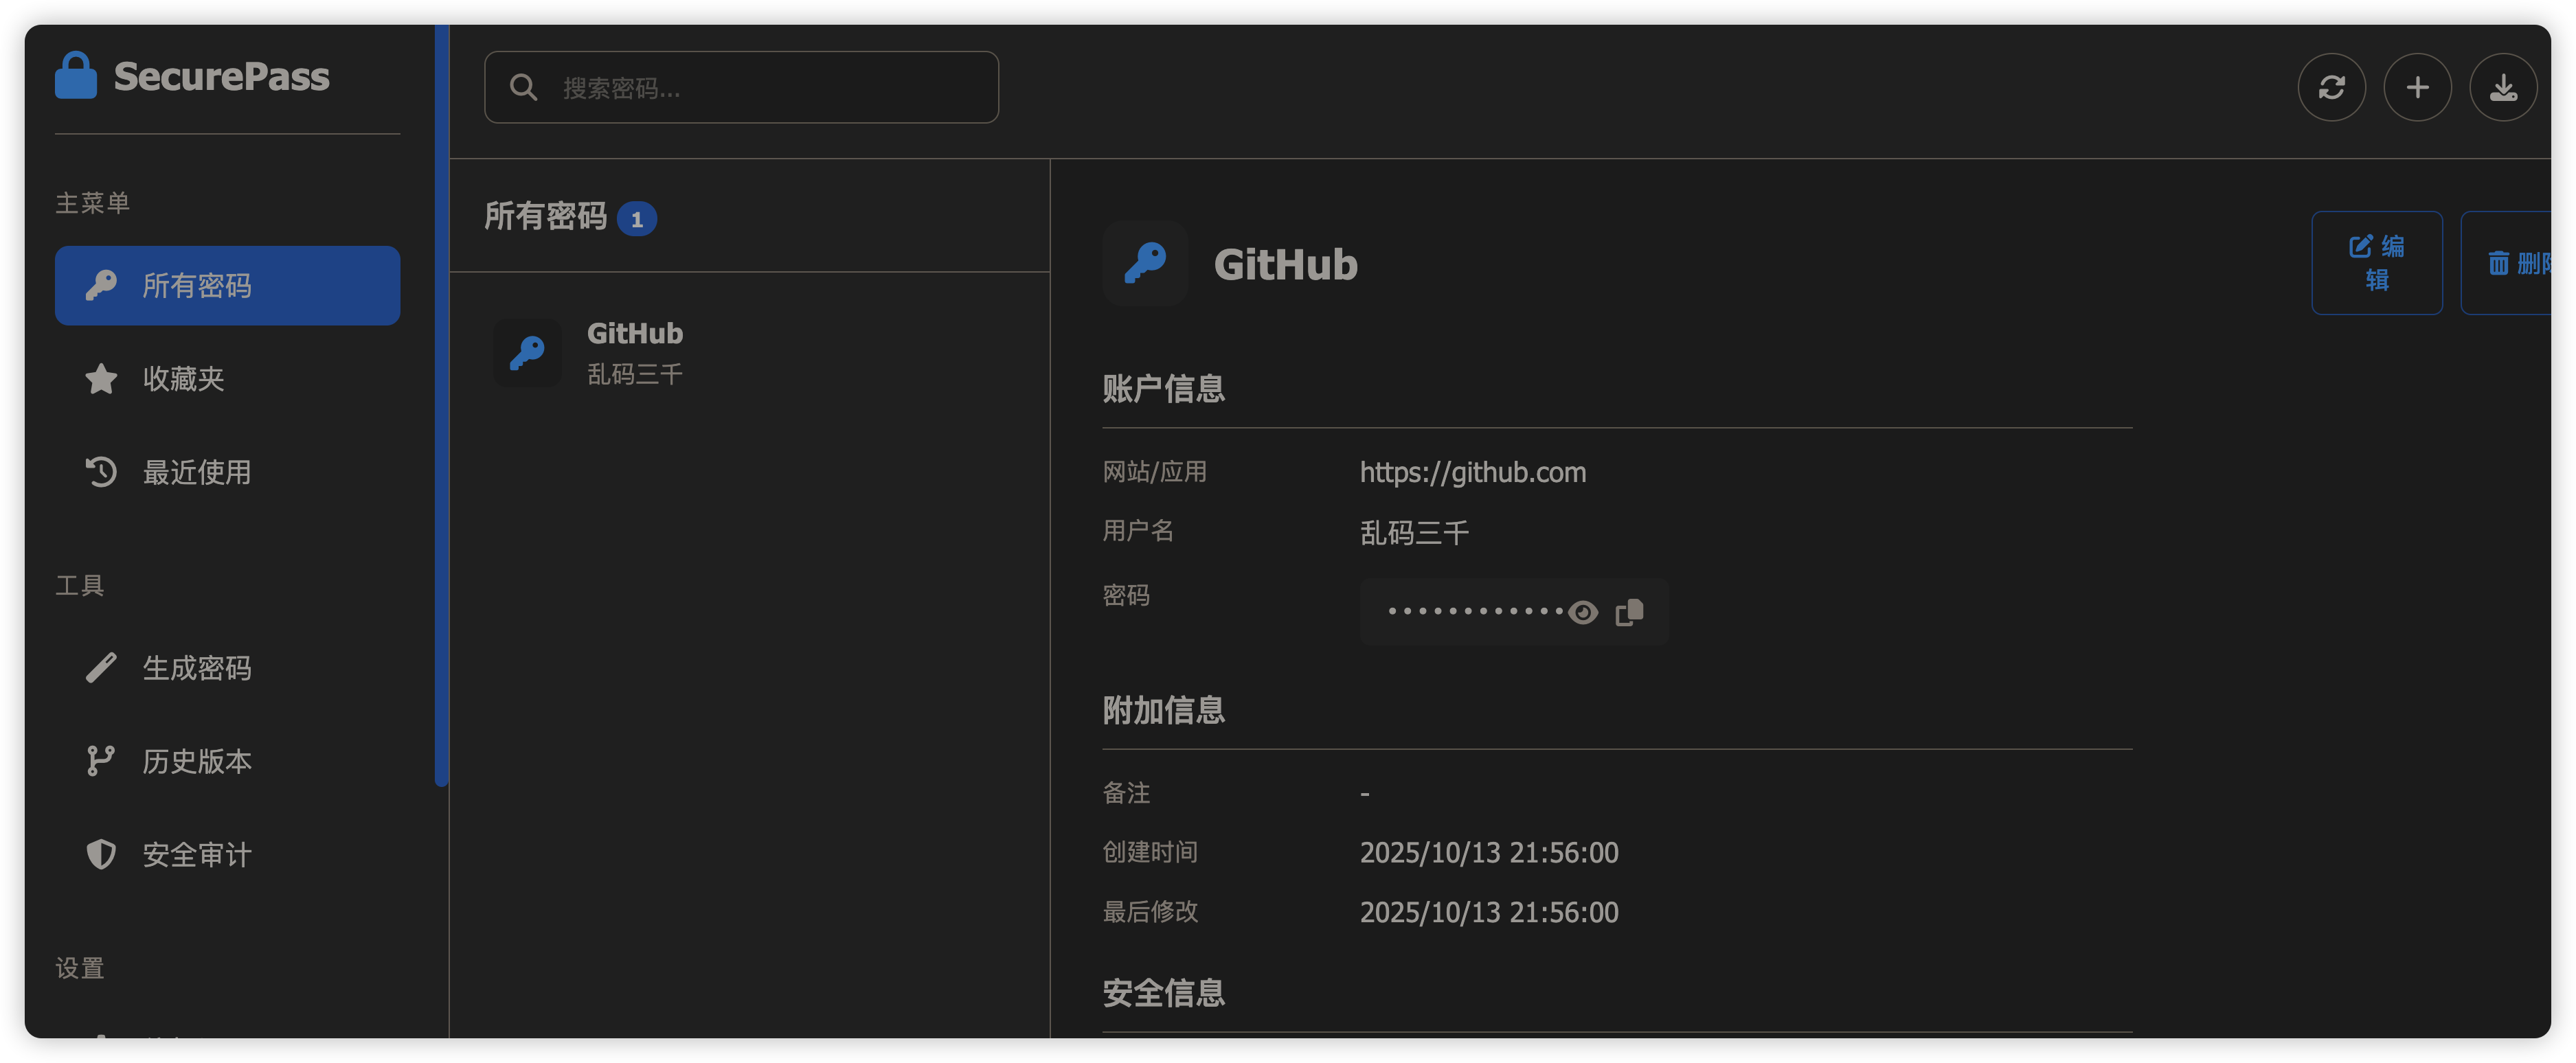 SecurePass
主菜单
所有密码
收藏夹
最近使用
工具
生成密码
历史版本
安全审计
设置
搜索密码...
所有密码 1
GitHub
乱码三千
GitHub
编
辑
删除
账户信息
网站/应用 https://github.com
用户名 乱码三千
密码 ••••••••••••
附加信息
备注 -
创建时间 2025/10/13 21:56:00
最后修改 2025/10/13 21:56:00
安全信息